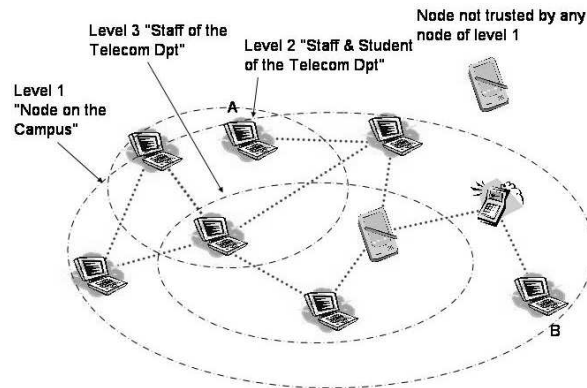 Level 3 "Staff of the
Telecom Dpt"
Level 2 "Staff & Student
of the Telecom Dpt"
Node not trusted by any
node of level 1
Level 1
"Node on the
Campus"
A
B